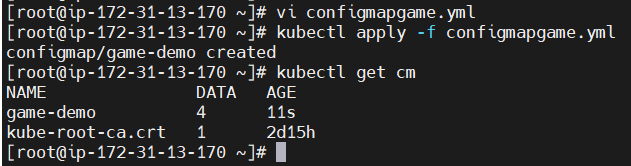 [root@ip-172-31-13-170 ~]# vi configmapgame.yml
[root@ip-172-31-13-170 ~]# kubectl apply -f configmapgame.yml
configmap/game-demo created
[root@ip-172-31-13-170 ~]# kubectl get cm
NAME               DATA   AGE
game-demo          4      11s
kube-root-ca.crt   1      2d15h
[root@ip-172-31-13-170 ~]#